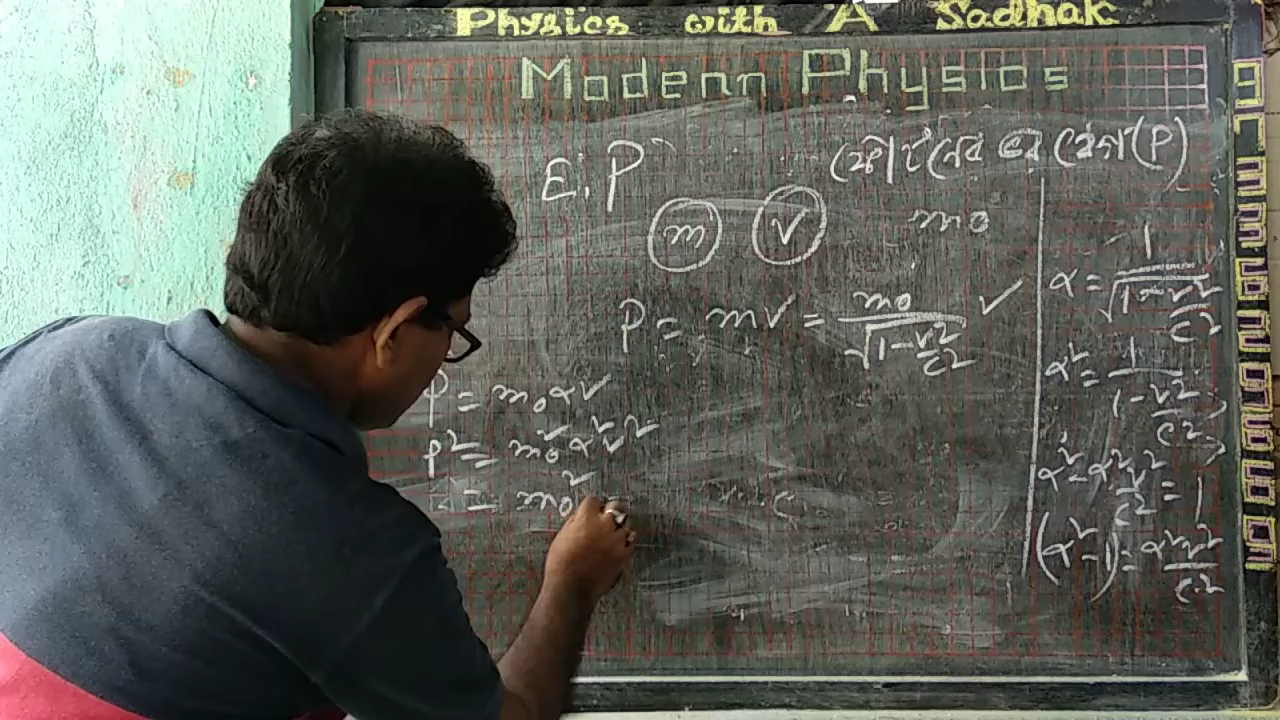 Physics with A Sadhak
Modern Physics
ফোটনের ভর বেগ (P)
E, P
m v
m₀
P = mv = m₀/√(1-v²/c²) ✓
P = m₀αv
P² = m₀²α²v²
= m₀²
α = 1/√(1-v²/c²)
α² = 1/(1-v²/c²)
α² - α²v²/c² = 1
(α² - 1) = α²v²/c²